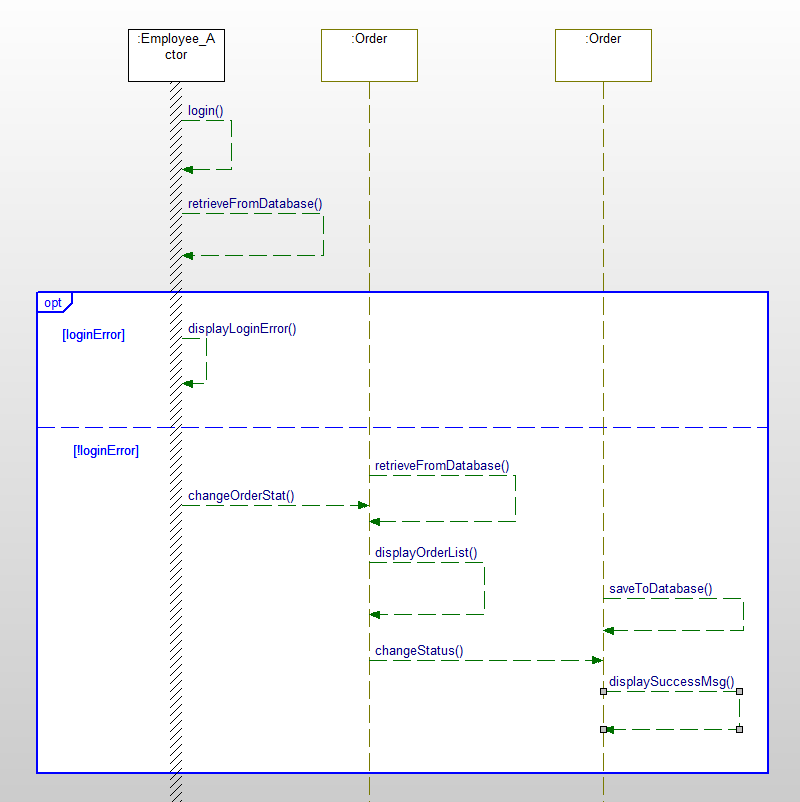 :Employee_A
ctor
:Order
:Order
login()
retrieveFromDatabase()
opt
[loginError]
displayLoginError()
[!loginError]
retrieveFromDatabase()
changeOrderStat()
displayOrderList()
saveToDatabase()
changeStatus()
displaySuccessMsg()